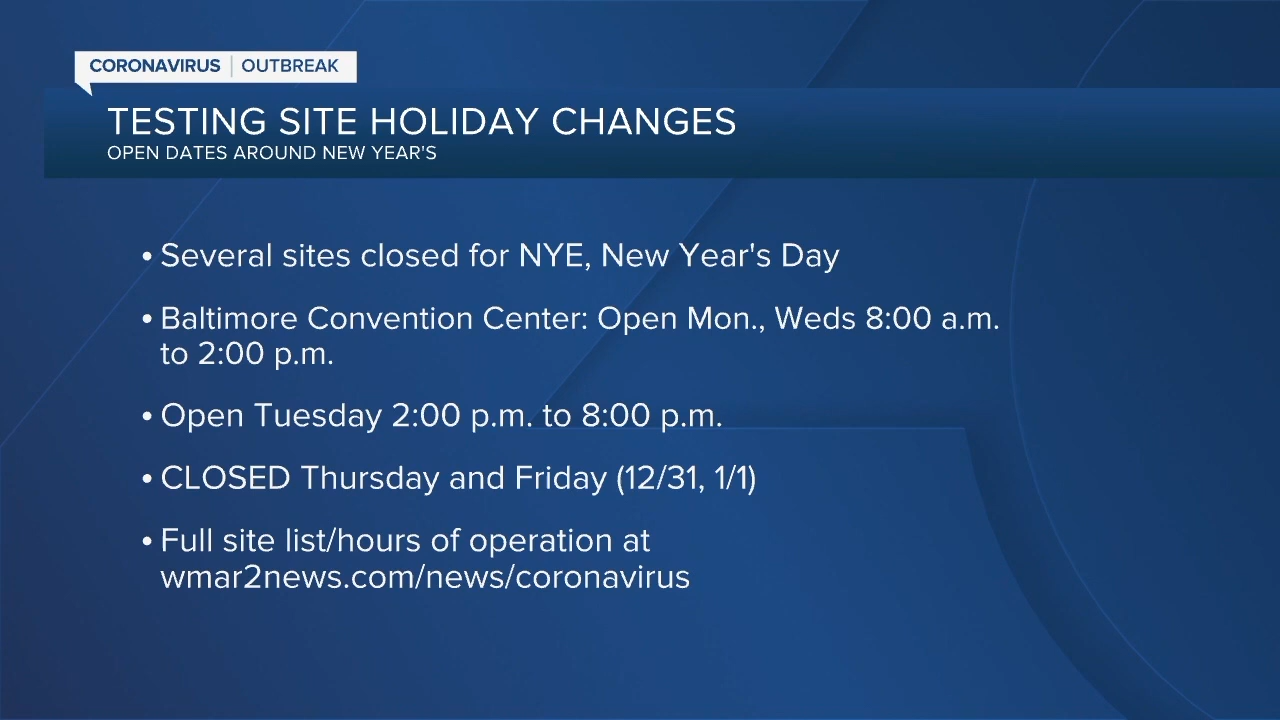 CORONAVIRUS | OUTBREAK
TESTING SITE HOLIDAY CHANGES
OPEN DATES AROUND NEW YEAR'S
• Several sites closed for NYE, New Year's Day
• Baltimore Convention Center: Open Mon., Weds 8:00 a.m.
to 2:00 p.m.
• Open Tuesday 2:00 p.m. to 8:00 p.m.
• CLOSED Thursday and Friday (12/31, 1/1)
• Full site list/hours of operation at
wmar2news.com/news/coronavirus